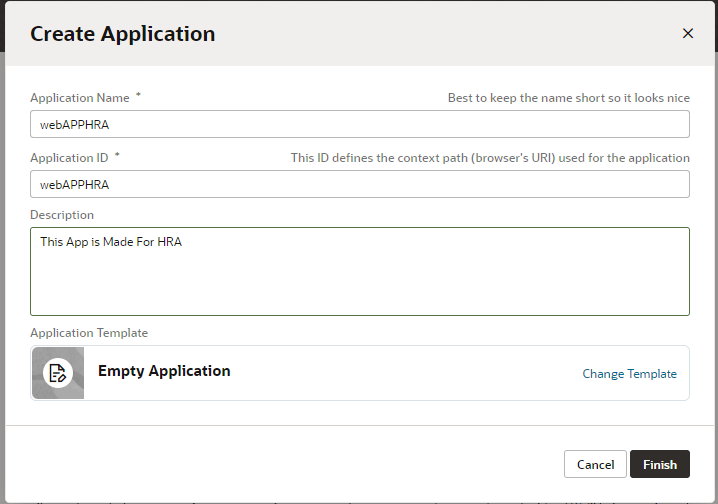 Create Application
Application Name *
Best to keep the name short so it looks nice
webAPPHRA
Application ID *
This ID defines the context path (browser's URI) used for the application
webAPPHRA
Description
This App is Made For HRA
Application Template
Empty Application
Change Template
Cancel
Finish